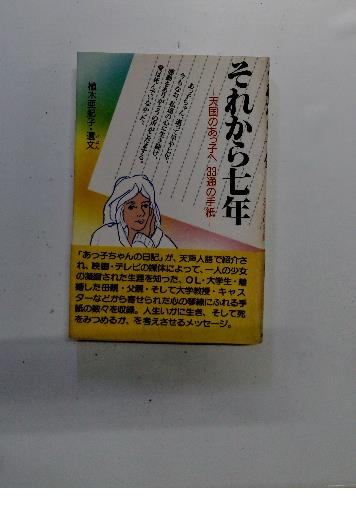 それから七年
―天国のあっ子へ 33通の手紙―
植木亜紀子・遺文
「あっ子ちゃんの日記」が、天声人語で紹介さ
れ、映画・テレビの媒体によって、一人の少女
の凝縮された生涯を知った、OL・大学生・離
婚した母親・父親・そして大学教授・キャス
ターなどから寄せられた心の琴線にふれる手
紙の数々を収録。人生いかに生き、そして死
をみつめるか、を考えさせるメッセージ。